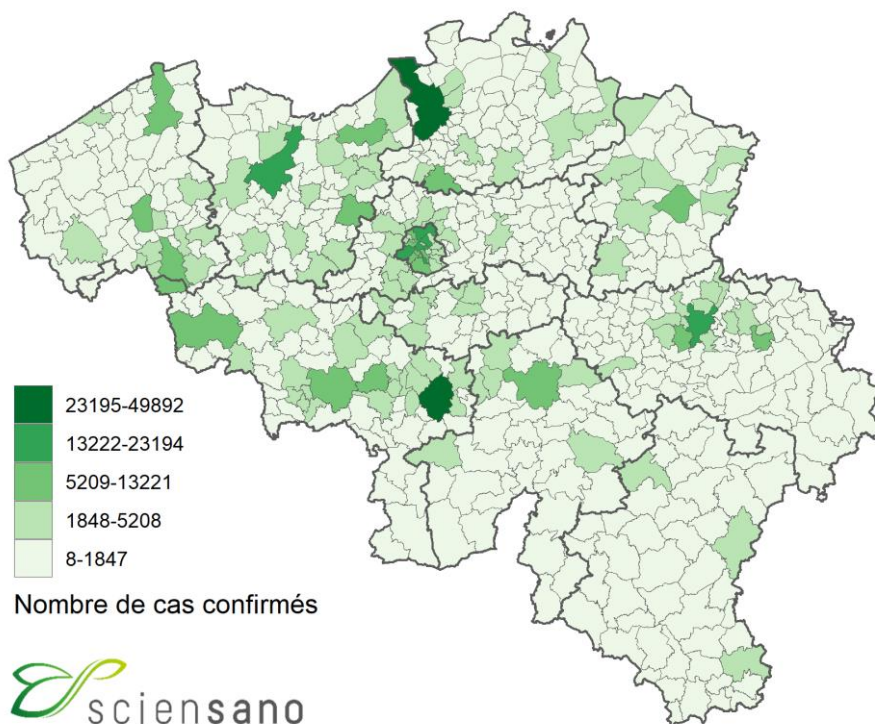 23195-49892
13222-23194
5209-13221
1848-5208
8-1847
Nombre de cas confirmés
sciensano